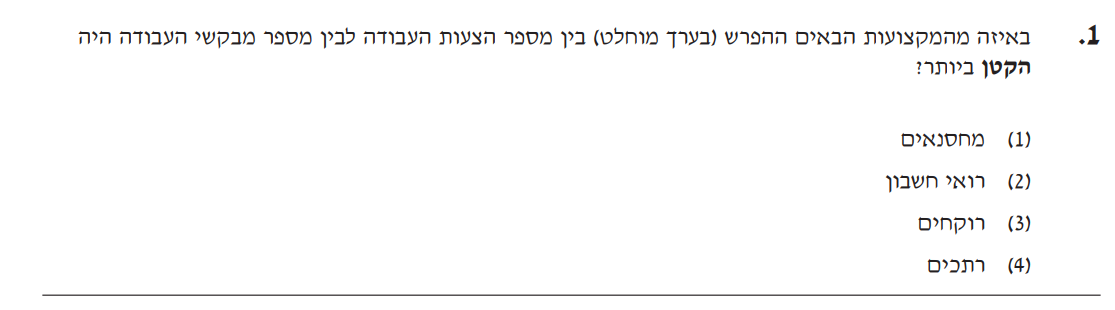 1. באיזה מהמקצועות הבאים ההפרש (בערך מוחלט) בין מספר הצעות העבודה לבין מספר מבקשי העבודה היה
הקטן ביותר?
(1) מחסנאים
(2) רואי חשבון
(3) רוקחים
(4) רתכים